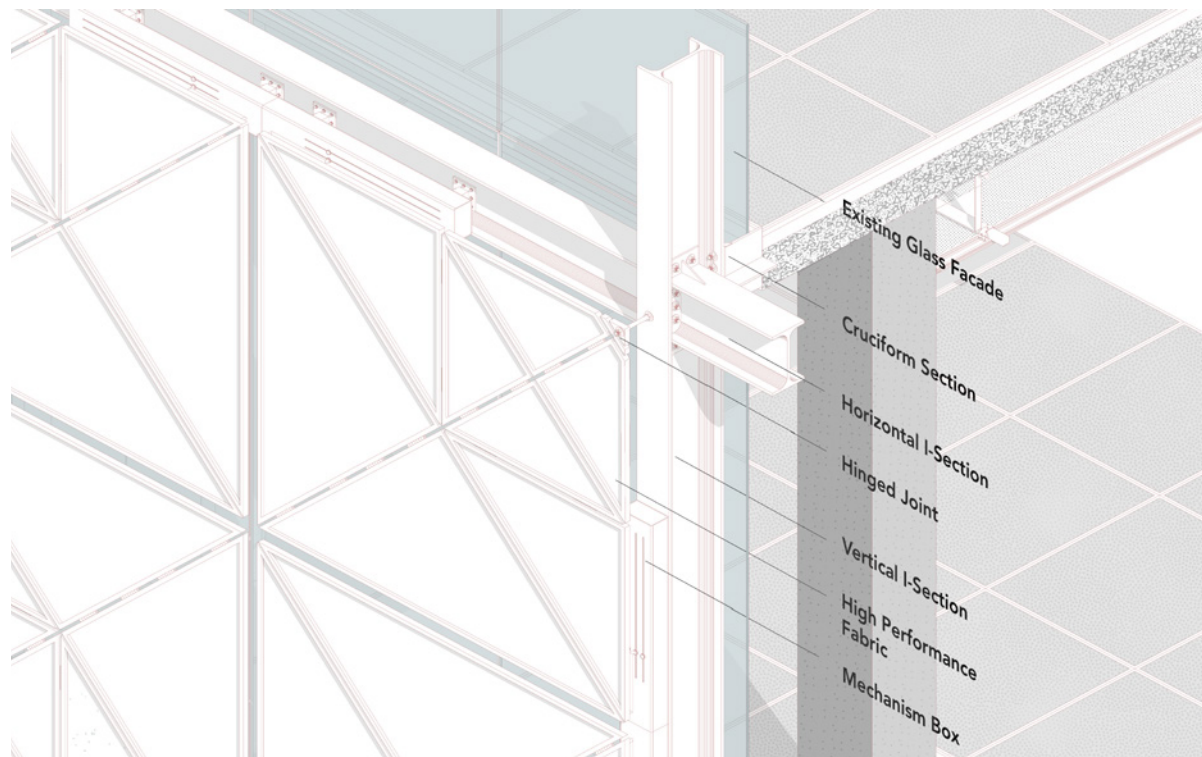 Existing Glass Facade
Cruciform Section
Horizontal I-Section
Hinged Joint
Vertical I-Section
High Performance
Fabric
Mechanism Box